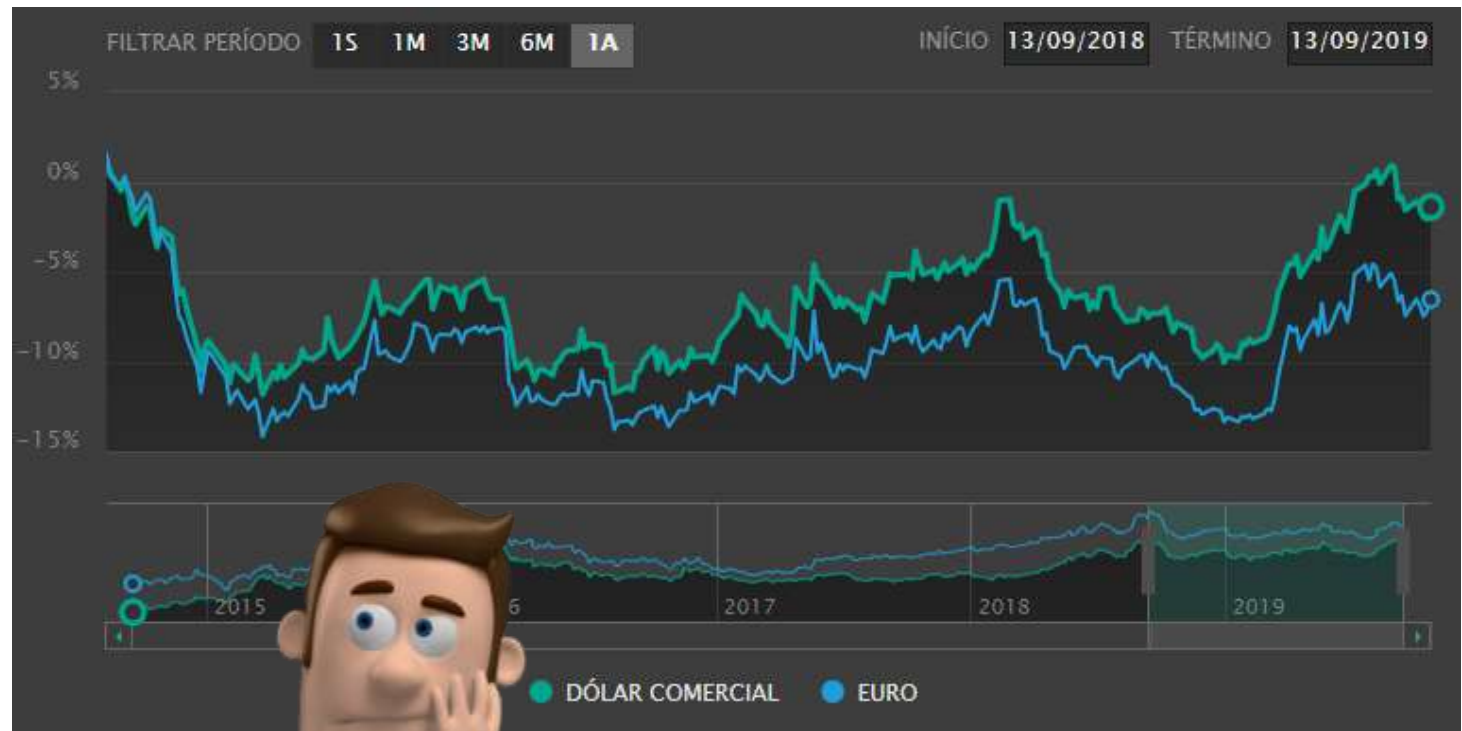 FILTRAR PERÍODO 1S 1M 3M 6M 1A INÍCIO 13/09/2018 TÉRMINO 13/09/2019
5%
0%
-5%
-10%
-15%
2015 6 2017 2018 2019
DÓLAR COMERCIAL EURO